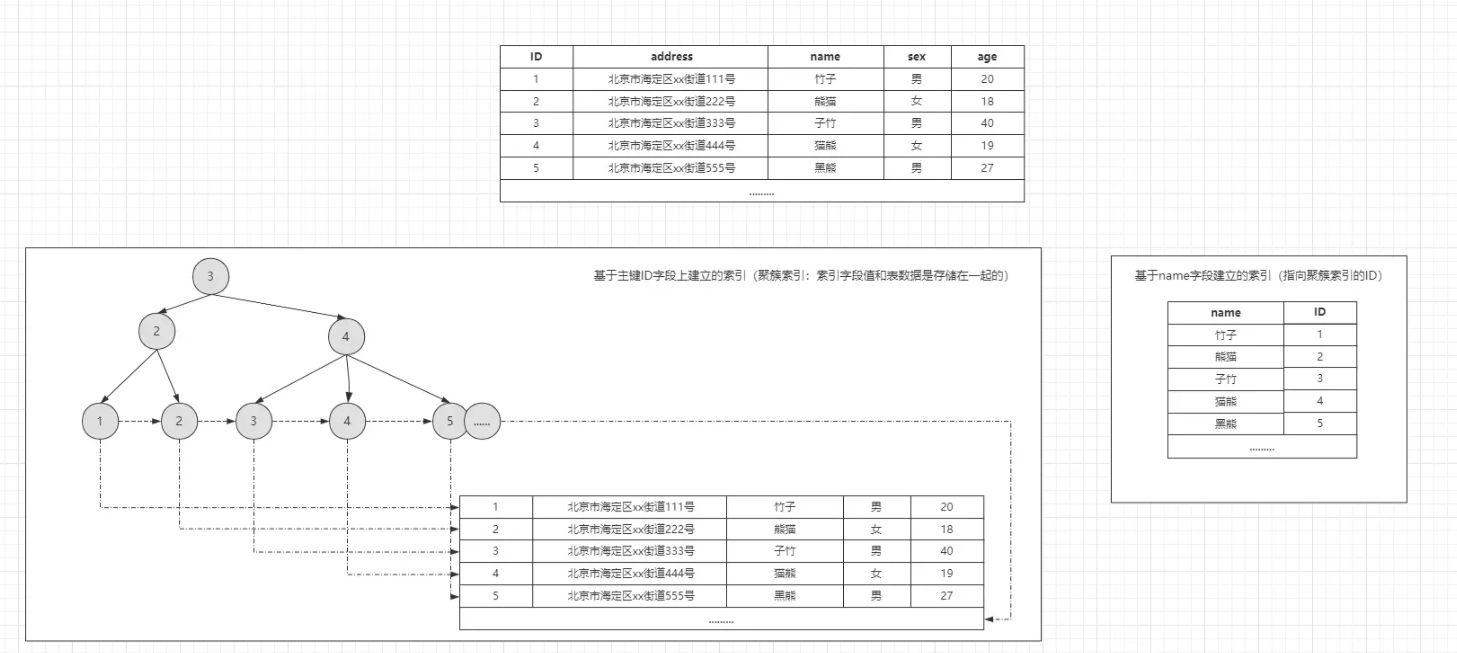 ID address name sex age
1 北京市海定区xx街道111号 竹子 男 20
2 北京市海定区xx街道222号 熊猫 女 18
3 北京市海定区xx街道333号 子竹 男 40
4 北京市海定区xx街道444号 猫熊 女 19
5 北京市海定区xx街道555号 黑熊 男 27
.........
基于主键ID字段上建立的索引（聚簇索引：索引字段值和表数据是存储在一起的）
3
2 4
1 2 3 4 5 ......
1 北京市海定区xx街道111号 竹子 男 20
2 北京市海定区xx街道222号 熊猫 女 18
3 北京市海定区xx街道333号 子竹 男 40
4 北京市海定区xx街道444号 猫熊 女 19
5 北京市海定区xx街道555号 黑熊 男 27
.........
基于name字段建立的索引（指向聚簇索引的ID）
name ID
竹子 1
熊猫 2
子竹 3
猫熊 4
黑熊 5
.........